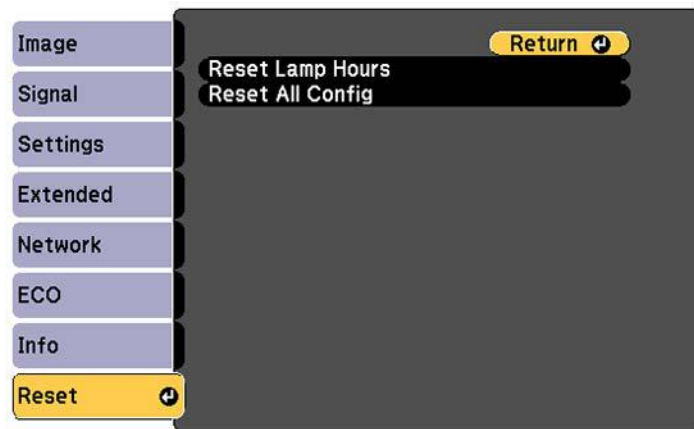 Image
Signal
Settings
Extended
Network
ECO
Info
Reset
Return
Reset Lamp Hours
Reset All Config